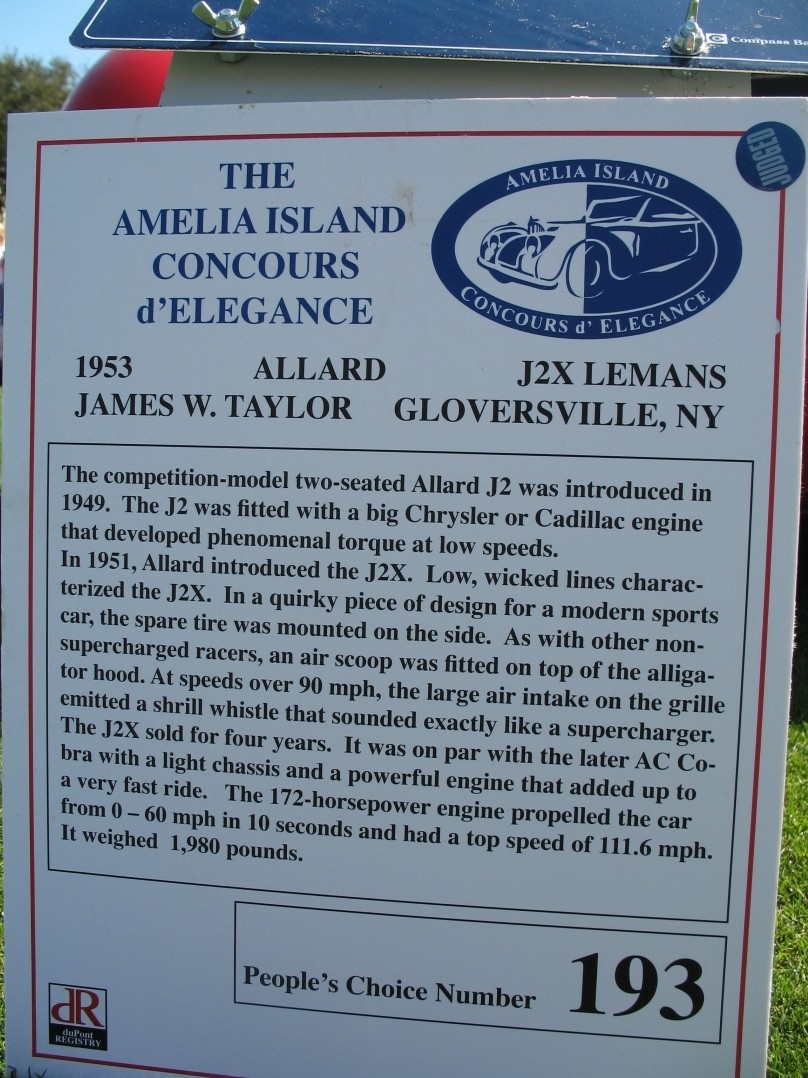 Compass Ba
JUDGED
THE
AMELIA ISLAND
CONCOURS
d'ELEGANCE
AMELIA ISLAND
CONCOURS d' ELEGANCE
1953 ALLARD J2X LEMANS
JAMES W. TAYLOR GLOVERSVILLE, NY
The competition-model two-seated Allard J2 was introduced in
1949. The J2 was fitted with a big Chrysler or Cadillac engine
that developed phenomenal torque at low speeds.
In 1951, Allard introduced the J2X. Low, wicked lines charac-
terized the J2X. In a quirky piece of design for a modern sports
car, the spare tire was mounted on the side. As with other non-
supercharged racers, an air scoop was fitted on top of the alliga-
tor hood. At speeds over 90 mph, the large air intake on the grille
emitted a shrill whistle that sounded exactly like a supercharger.
The J2X sold for four years. It was on par with the later AC Co-
bra with a light chassis and a powerful engine that added up to
a very fast ride. The 172-horsepower engine propelled the car
from 0 – 60 mph in 10 seconds and had a top speed of 111.6 mph.
It weighed 1,980 pounds.
People's Choice Number 193
dR
duPont
REGISTRY